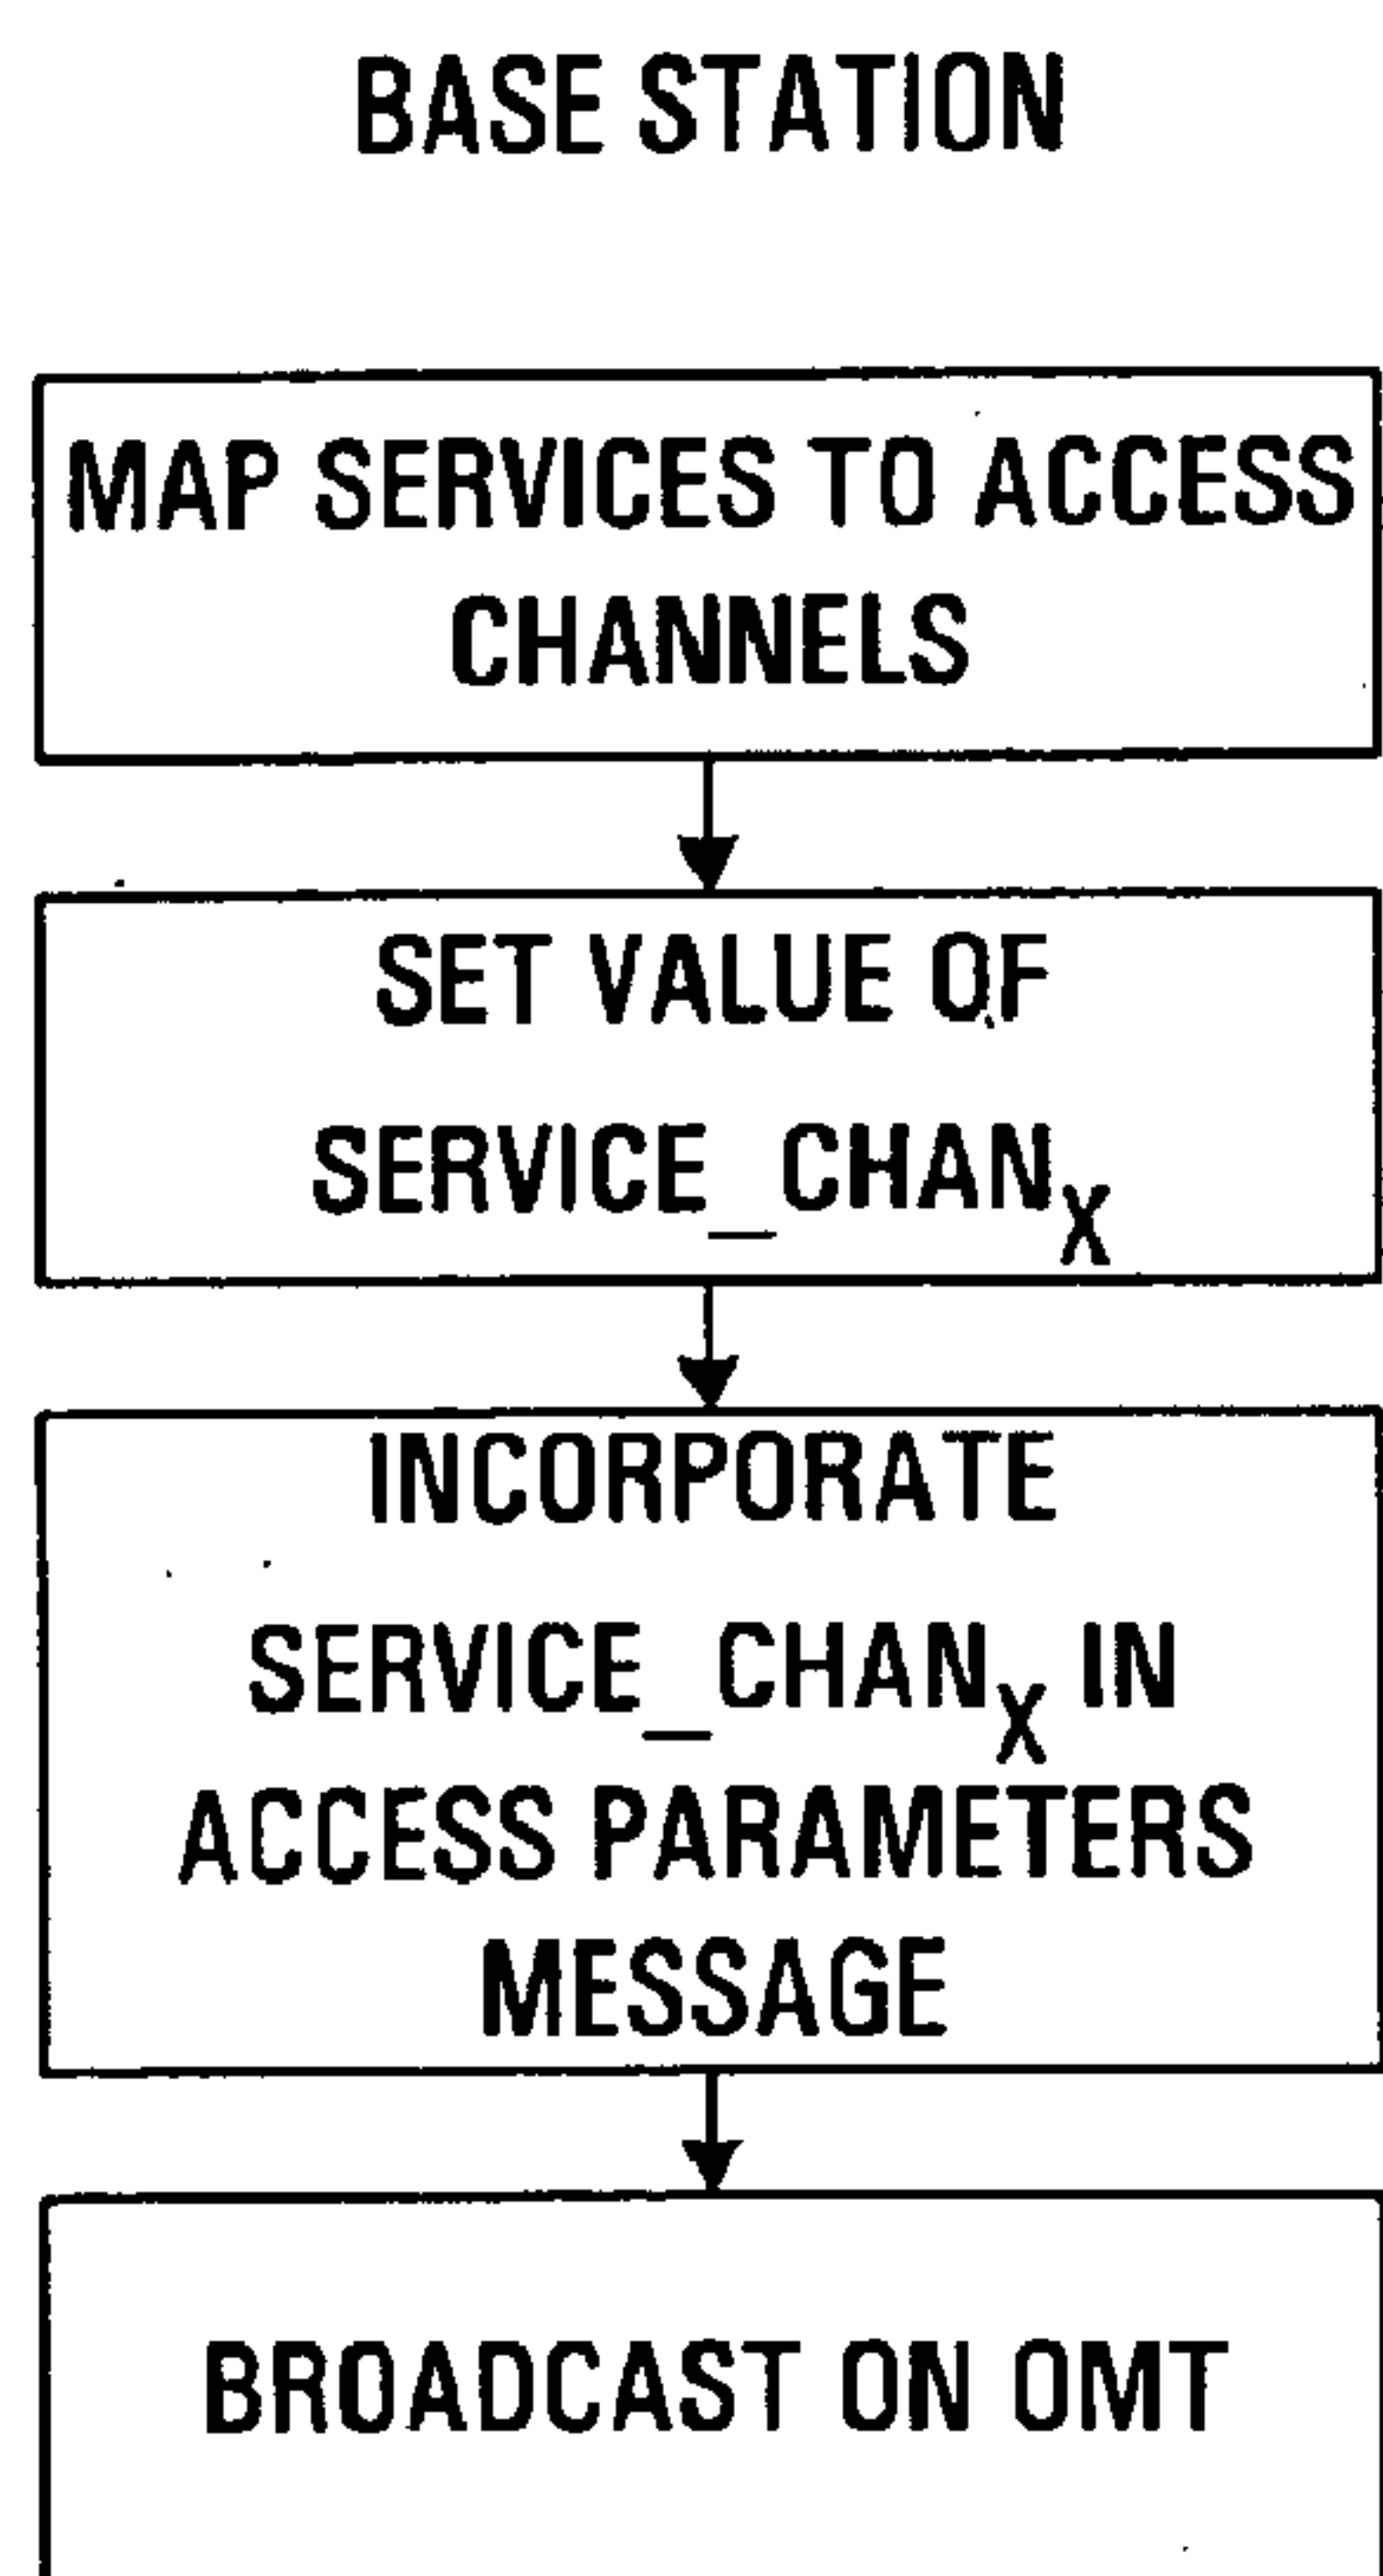 BASE STATION
MAP SERVICES TO ACCESS
CHANNELS
SET VALUE OF
SERVICE_CHANX
INCORPORATE
SERVICE_CHANX IN
ACCESS PARAMETERS
MESSAGE
BROADCAST ON OMT